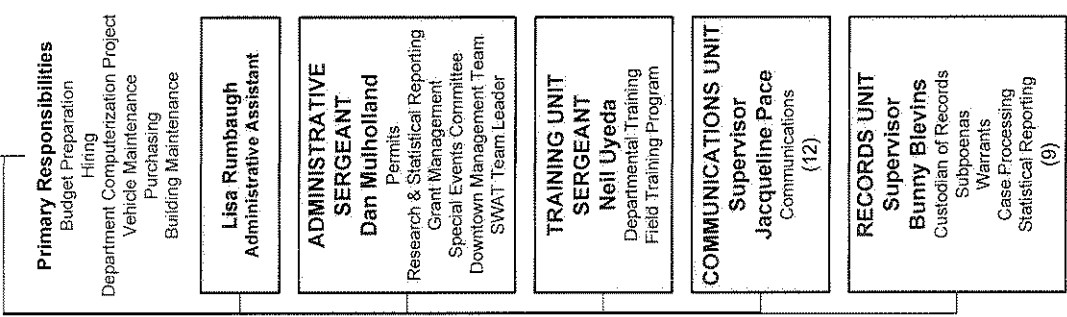 Primary Responsibilities
Budget Preparation
Hiring
Department Computerization Project
Vehicle Maintenance
Purchasing
Building Maintenance
Lisa Rumbaugh
Administrative Assistant
ADMINISTRATIVE
SERGEANT
Dan Mulholland
Permits
Research & Statistical Reporting
Grant Management
Special Events Committee
Downtown Management Team
SWAT Team Leader
TRAINING UNIT
SERGEANT
Neil Uyeda
Departmental Training
Field Training Program
COMMUNICATIONS UNIT
Supervisor
Jacqueline Pace
Communications
(12)
RECORDS UNIT
Supervisor
Bunny Blevins
Custodian of Records
Subpoenas
Warrants
Case Processing
Statistical Reporting
(9)